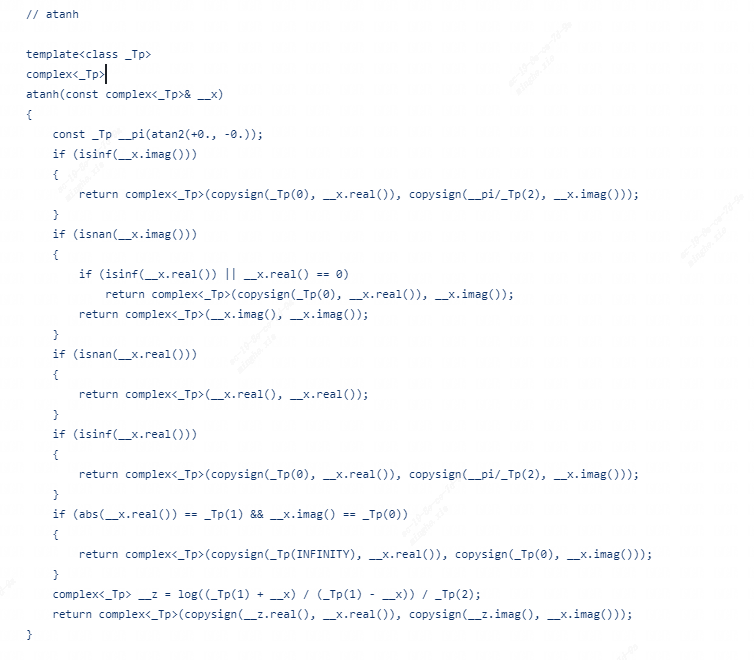 // atanh
template<class _Tp>
complex<_Tp>
atanh(const complex<_Tp>& __x)
{
    const _Tp __pi(atan2(+0., -0.));
    if (isinf(__x.imag()))
    {
        return complex<_Tp>(copysign(_Tp(0), __x.real()), copysign(__pi/_Tp(2), __x.imag()));
    }
    if (isnan(__x.imag()))
    {
        if (isinf(__x.real()) || __x.real() == 0)
            return complex<_Tp>(copysign(_Tp(0), __x.real()), __x.imag());
        return complex<_Tp>(__x.imag(), __x.imag());
    }
    if (isnan(__x.real()))
    {
        return complex<_Tp>(__x.real(), __x.real());
    }
    if (isinf(__x.real()))
    {
        return complex<_Tp>(copysign(_Tp(0), __x.real()), copysign(__pi/_Tp(2), __x.imag()));
    }
    if (abs(__x.real()) == _Tp(1) && __x.imag() == _Tp(0))
    {
        return complex<_Tp>(copysign(_Tp(INFINITY), __x.real()), copysign(_Tp(0), __x.imag()));
    }
    complex<_Tp> __z = log((_Tp(1) + __x) / (_Tp(1) - __x)) / _Tp(2);
    return complex<_Tp>(copysign(__z.real(), __x.real()), copysign(__z.imag(), __x.imag()));
}